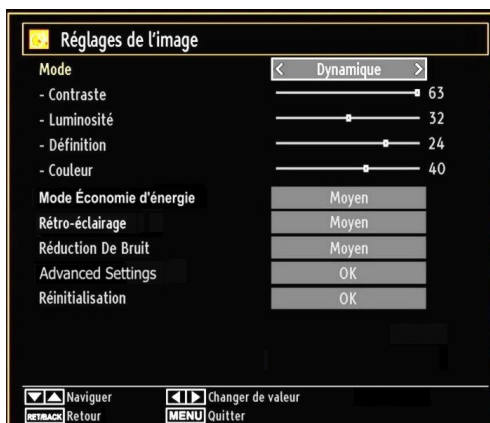 Réglages de l'image
Mode < Dynamique >
- Contraste 63
- Luminosité 32
- Définition 24
- Couleur 40
Mode Économie d'énergie Moyen
Rétro-éclairage Moyen
Réduction De Bruit Moyen
Advanced Settings OK
Réinitialisation OK
Naviguer Changer de valeur
RET/BACK Retour MENU Quitter